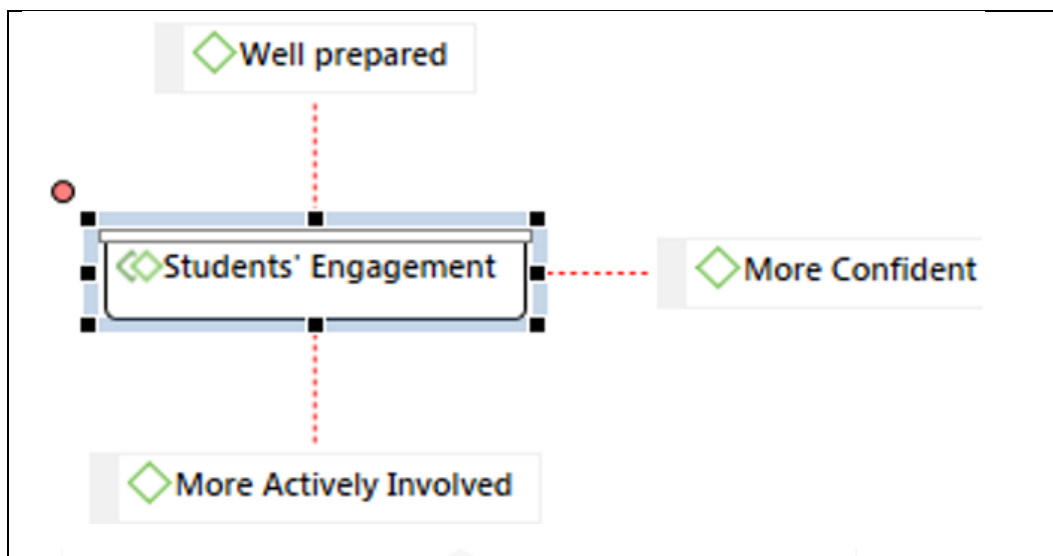 Well prepared
Students' Engagement
More Confident
More Actively Involved